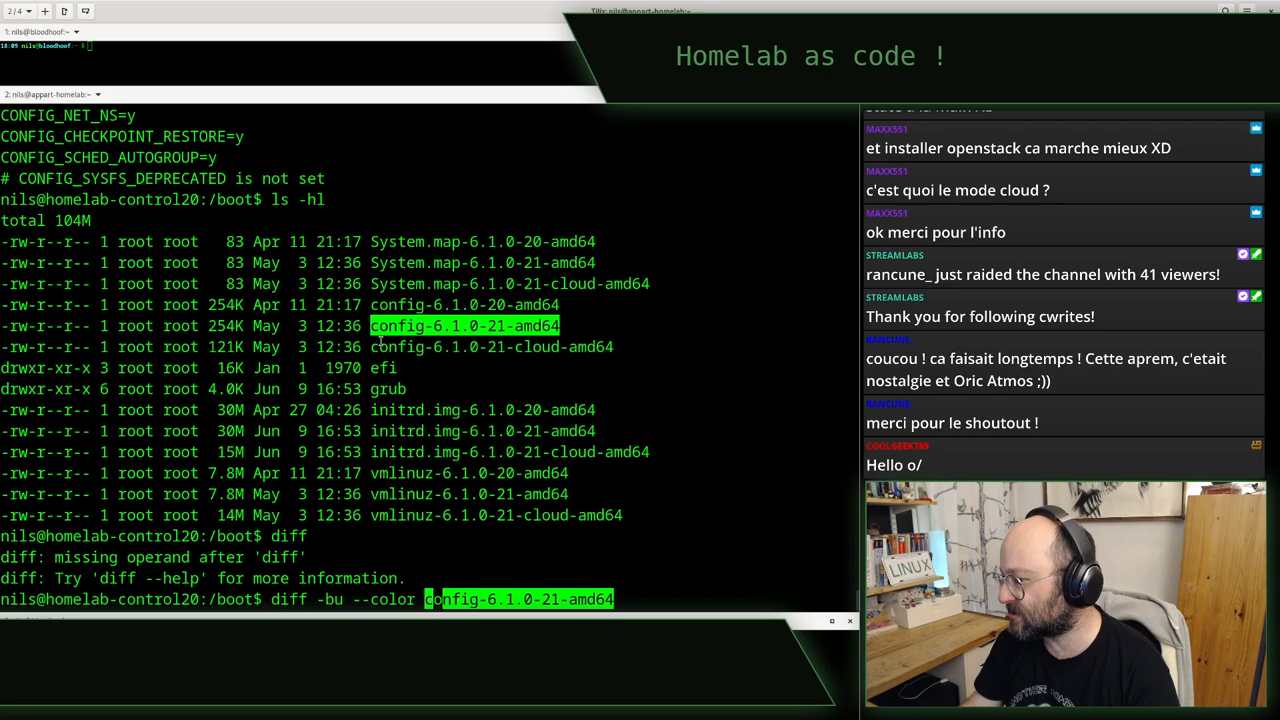 2 / 4
Tilix: nils@appart-homelab:~
1: nils@bloodhoof:~
18:09 nils@bloodhoof:~ $
Homelab as code !
2: nils@appart-homelab:~
CONFIG_NET_NS=y
CONFIG_CHECKPOINT_RESTORE=y
CONFIG_SCHED_AUTOGROUP=y
# CONFIG_SYSFS_DEPRECATED is not set
nils@homelab-control20:/boot$ ls -hl
total 104M
-rw-r--r-- 1 root root   83 Apr 11 21:17 System.map-6.1.0-20-amd64
-rw-r--r-- 1 root root   83 May  3 12:36 System.map-6.1.0-21-amd64
-rw-r--r-- 1 root root   83 May  3 12:36 System.map-6.1.0-21-cloud-amd64
-rw-r--r-- 1 root root 254K Apr 11 21:17 config-6.1.0-20-amd64
-rw-r--r-- 1 root root 254K May  3 12:36 config-6.1.0-21-amd64
-rw-r--r-- 1 root root 121K May  3 12:36 config-6.1.0-21-cloud-amd64
drwxr-xr-x 3 root root  16K Jan  1  1970 efi
drwxr-xr-x 6 root root 4.0K Jun  9 16:53 grub
-rw-r--r-- 1 root root  30M Apr 27 04:26 initrd.img-6.1.0-20-amd64
-rw-r--r-- 1 root root  30M Jun  9 16:53 initrd.img-6.1.0-21-amd64
-rw-r--r-- 1 root root  15M Jun  9 16:53 initrd.img-6.1.0-21-cloud-amd64
-rw-r--r-- 1 root root 7.8M Apr 11 21:17 vmlinuz-6.1.0-20-amd64
-rw-r--r-- 1 root root 7.8M May  3 12:36 vmlinuz-6.1.0-21-amd64
-rw-r--r-- 1 root root  14M May  3 12:36 vmlinuz-6.1.0-21-cloud-amd64
nils@homelab-control20:/boot$ diff
diff: missing operand after 'diff'
diff: Try 'diff --help' for more information.
nils@homelab-control20:/boot$ diff -bu --color config-6.1.0-21-amd64
MAXX551
et installer openstack ca marche mieux XD
MAXX551
c'est quoi le mode cloud ?
MAXX551
ok merci pour l'info
STREAMLABS
rancune_ just raided the channel with 41 viewers!
STREAMLABS
Thank you for following cwrites!
RANCUNE_
coucou ! ca faisait longtemps ! Cette aprem, c'etait
nostalgie et Oric Atmos ;))
RANCUNE_
merci pour le shoutout !
COOLGEEK789
Hello o/
LINUX